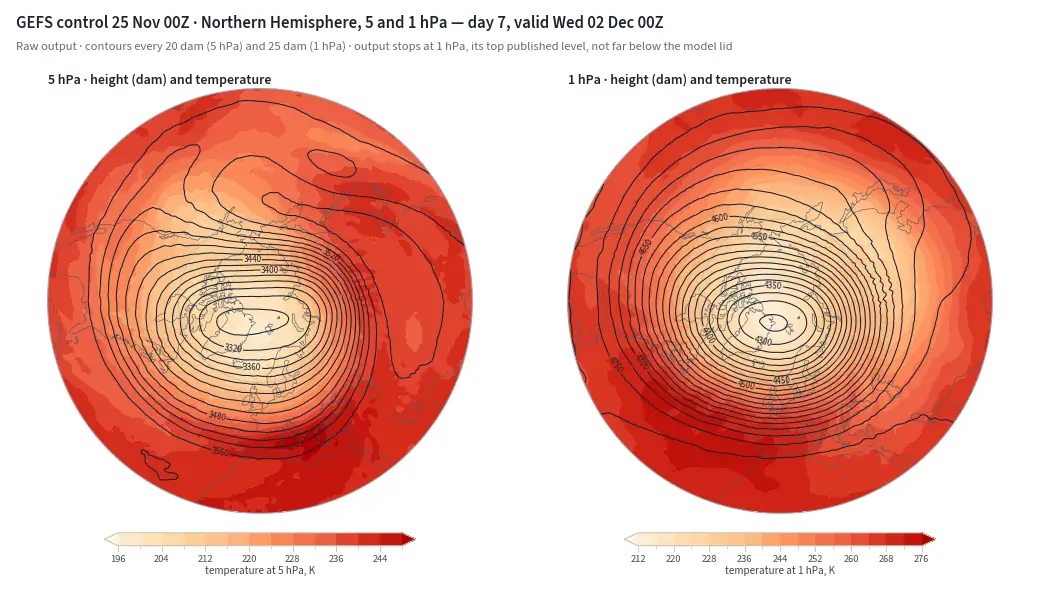 GEFS control 25 Nov 00Z · Northern Hemisphere, 5 and 1 hPa — day 7, valid Wed 02 Dec 00Z
Raw output · contours every 20 dam (5 hPa) and 25 dam (1 hPa) · output stops at 1 hPa, its top published level, not far below the model lid
5 hPa · height (dam) and temperature
1 hPa · height (dam) and temperature
3440
3400
3320
3360
3480
3560
4600
4550
4650
4350
4300
4450
4500
196 204 212 220 228 236 244
temperature at 5 hPa, K
212 220 228 236 244 252 260 268 276
temperature at 1 hPa, K